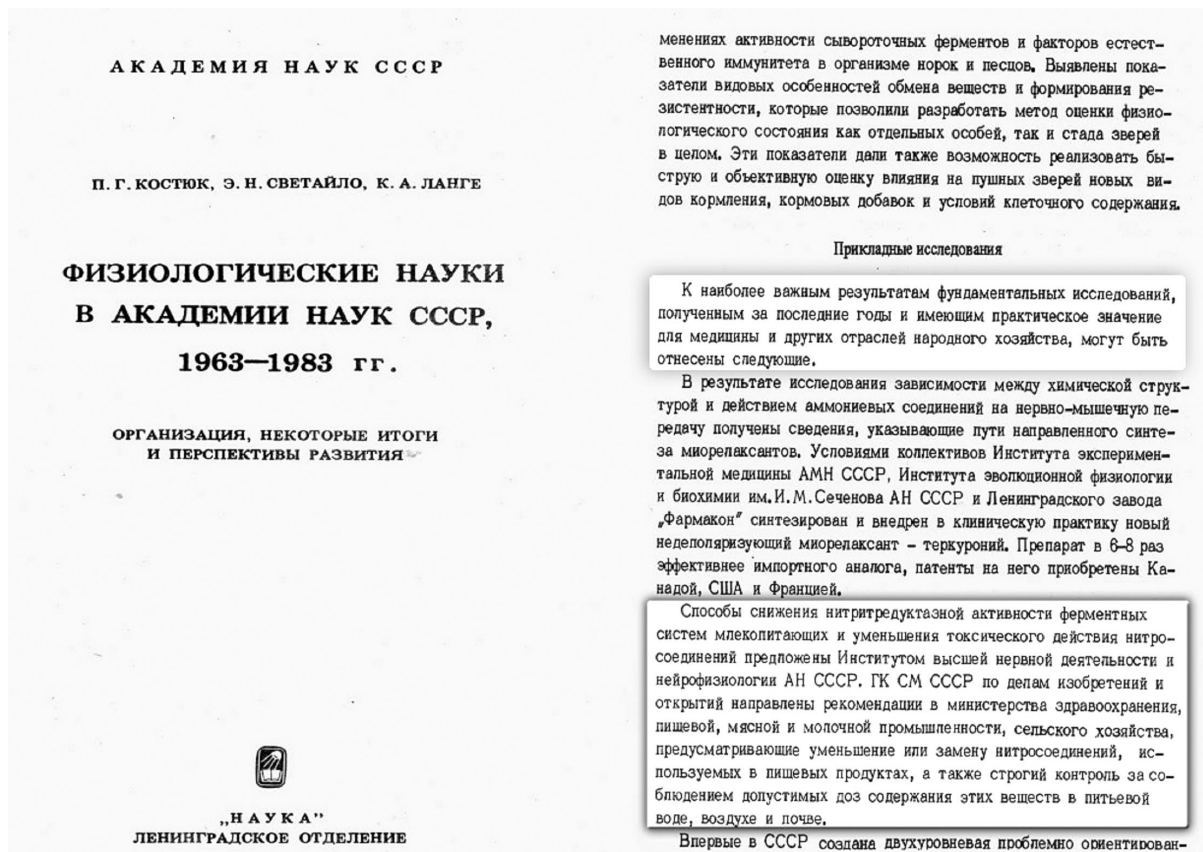 АКАДЕМИЯ НАУК СССР
П. Г. КОСТЮК, Э. Н. СВЕТАЙЛО, К. А. ЛАНГЕ
ФИЗИОЛОГИЧЕСКИЕ НАУКИ
В АКАДЕМИИ НАУК СССР,
1963—1983 гг.
ОРГАНИЗАЦИЯ, НЕКОТОРЫЕ ИТОГИ
И ПЕРСПЕКТИВЫ РАЗВИТИЯ
„НАУКА”
ЛЕНИНГРАДСКОЕ ОТДЕЛЕНИЕ
менениях активности сывороточных ферментов и факторов естест-
венного иммунитета в организме норок и песцов. Выявлены пока-
затели видовых особенностей обмена веществ и формирования ре-
зистентности, которые позволили разработать метод оценки физио-
логического состояния как отдельных особей, так и стада зверей
в целом. Эти показатели дали также возможность реализовать бы-
струю и объективную оценку влияния на пушных зверей новых ви-
дов кормления, кормовых добавок и условий клеточного содержания.
Прикладные исследования
К наиболее важным результатам фундаментальных исследований,
полученным за последние годы и имеющим практическое значение
для медицины и других отраслей народного хозяйства, могут быть
отнесены следующие.
В результате исследования зависимости между химической струк-
турой и действием аммониевых соединений на нервно-мышечную пе-
редачу получены сведения, указывающие пути направленного синте-
за миорелаксантов. Условиями коллективов Института эксперимен-
тальной медицины АМН СССР, Института эволюционной физиологии
и биохимии им.И.М.Сеченова АН СССР и Ленинградского завода
„Фармакон" синтезирован и внедрен в клиническую практику новый
недеполяризующий миорелаксант - теркуроний. Препарат в 6-8 раз
эффективнее импортного аналога, патенты на него приобретены Ка-
надой, США и Францией.
Способы снижения нитритредуктазной активности ферментных
систем млекопитающих и уменьшения токсического действия нитро-
соединений предложены Институтом высшей нервной деятельности и
нейрофизиологии АН СССР. ГК СМ СССР по делам изобретений и
открытий направлены рекомендации в министерства здравоохранения,
пищевой, мясной и молочной промышленности, сельского хозяйства,
предусматривающие уменьшение или замену нитросоединений, ис-
пользуемых в пищевых продуктах, а также строгий контроль за со-
блюдением допустимых доз содержания этих веществ в питьевой
воде, воздухе и почве.
Впервые в СССР создана двухуровневая проблемно ориентирован-